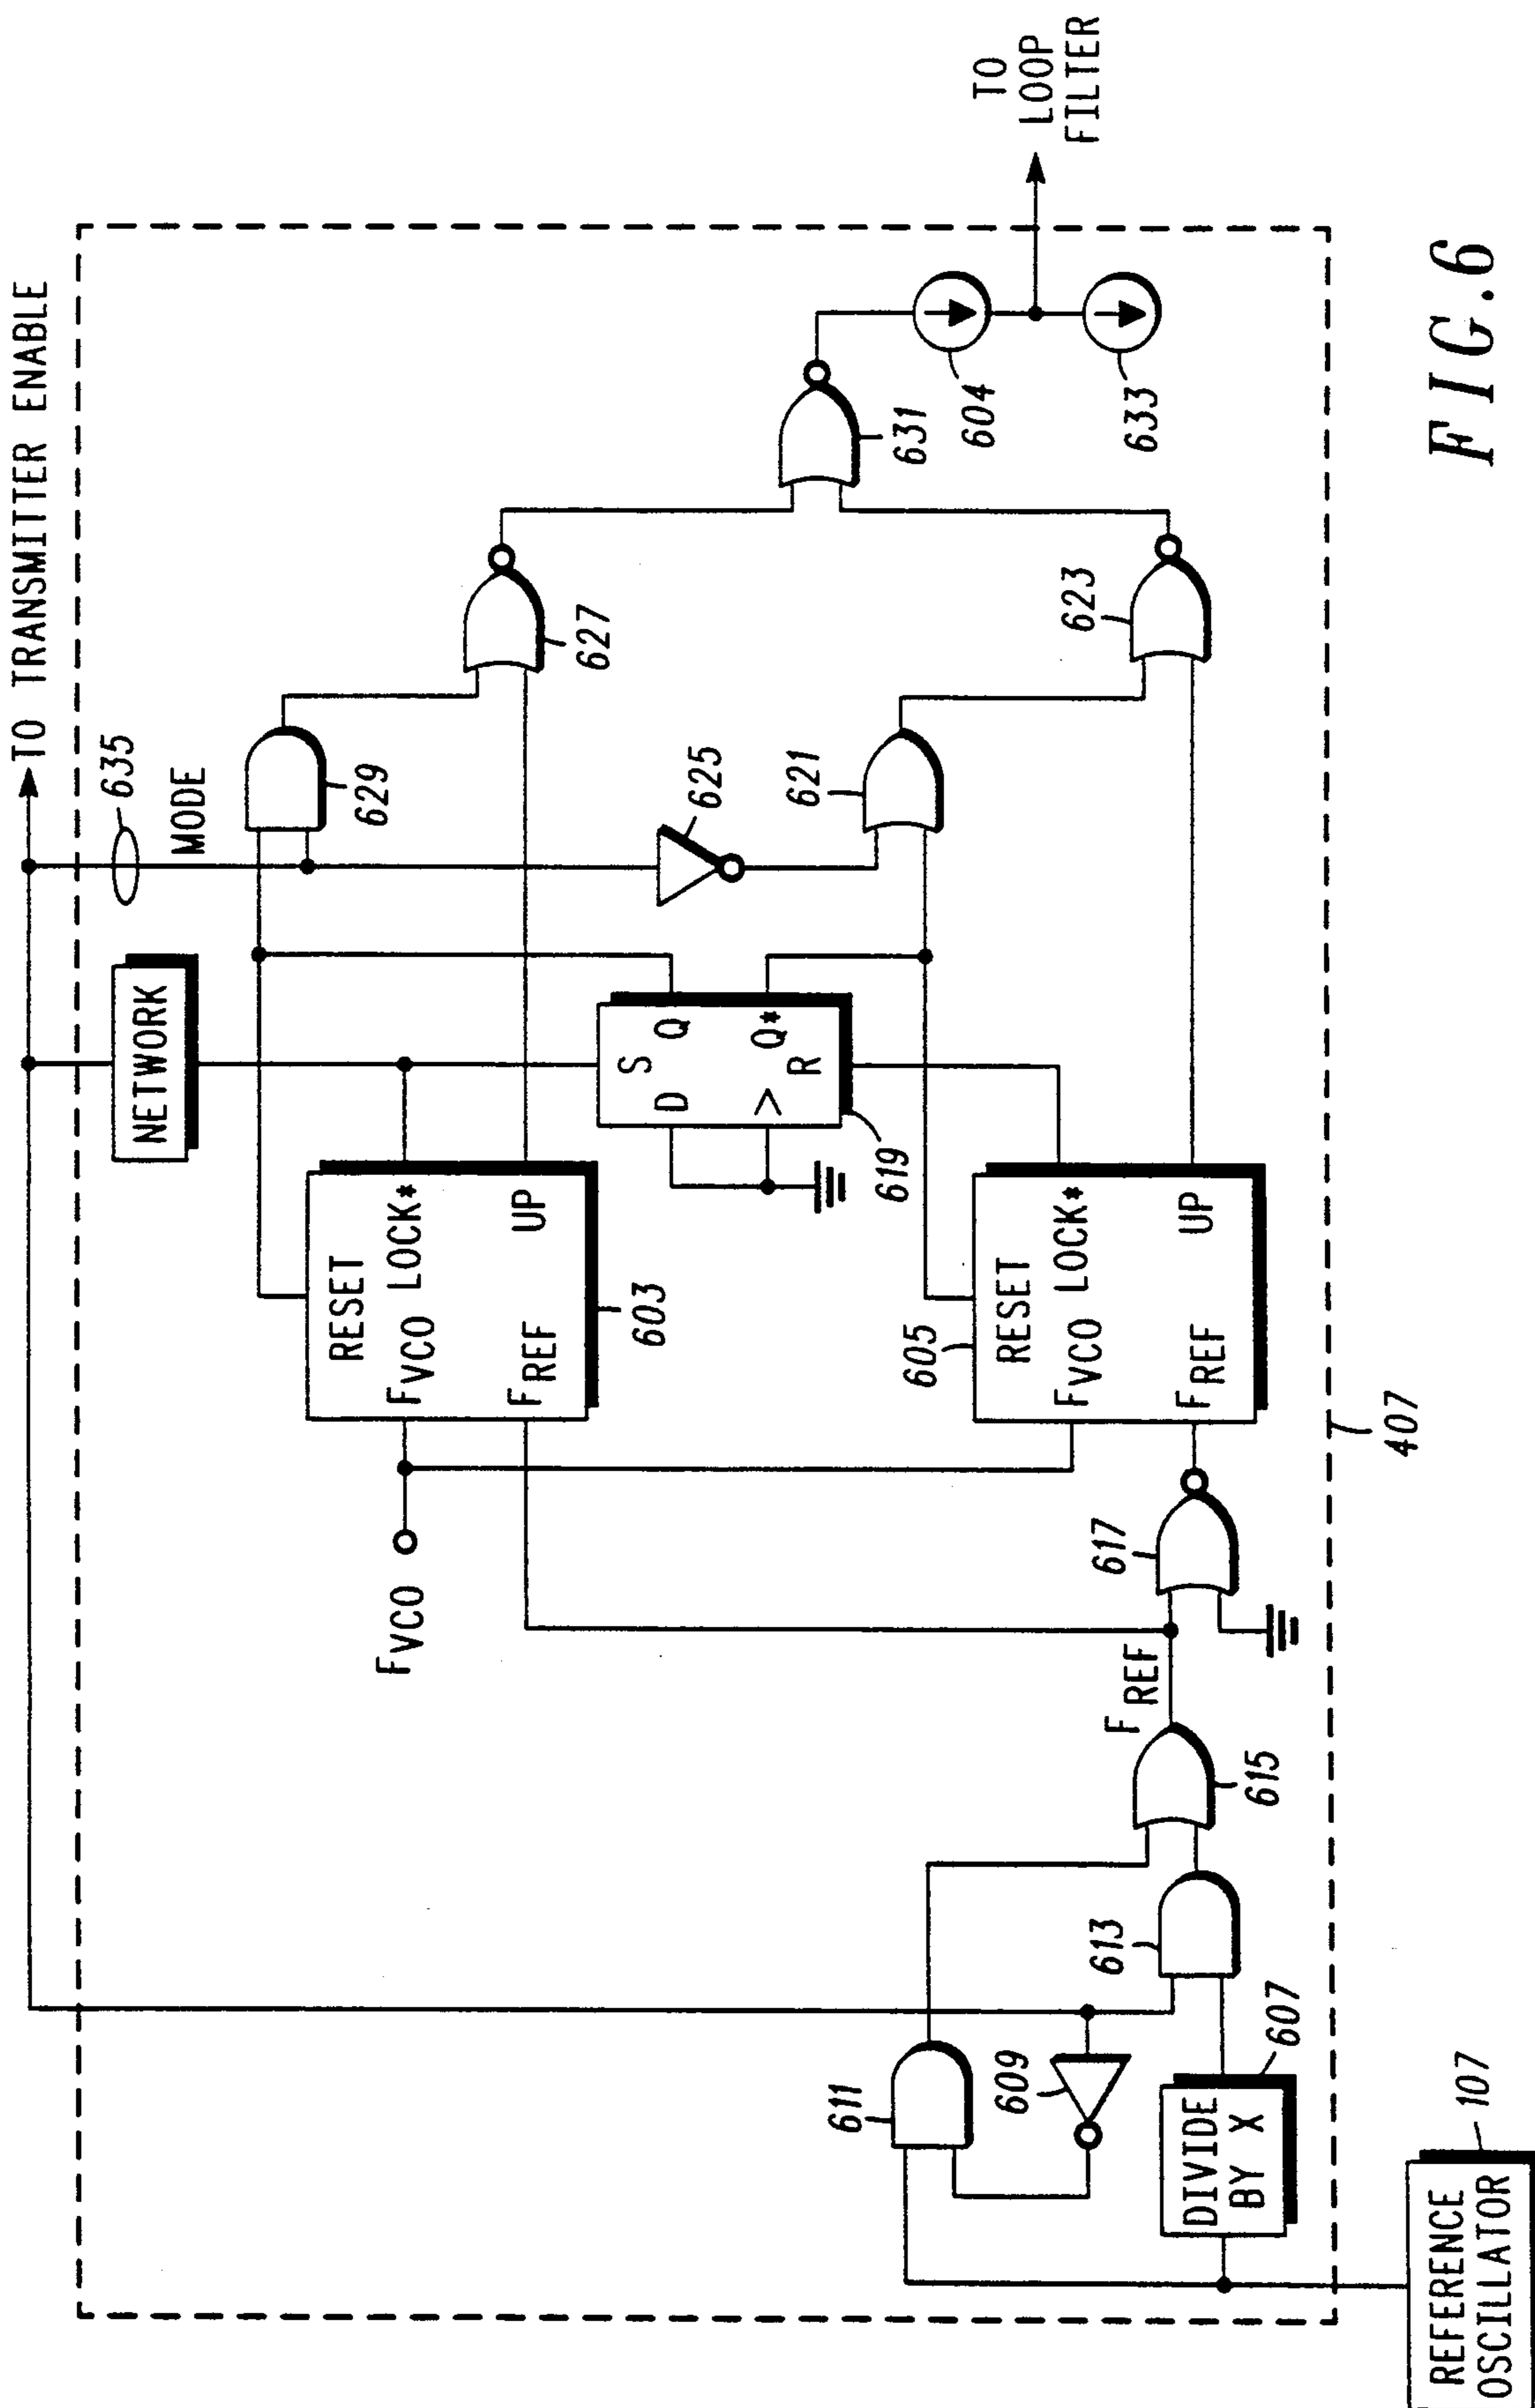 TO TRANSMITTER ENABLE
635
MODE
NETWORK
629
627
625
621
623
631
604
633
TO
LOOP
FILTER
RESET
FVCO LOCK*
FREF UP
603
S
D Q
> Q*
R
619
605
RESET
FVCO LOCK*
FREF UP
FVCO
617
F REF
615
613
611
609
607
DIVIDE
BY X
407
REFERENCE
OSCILLATOR
107
FIG.6